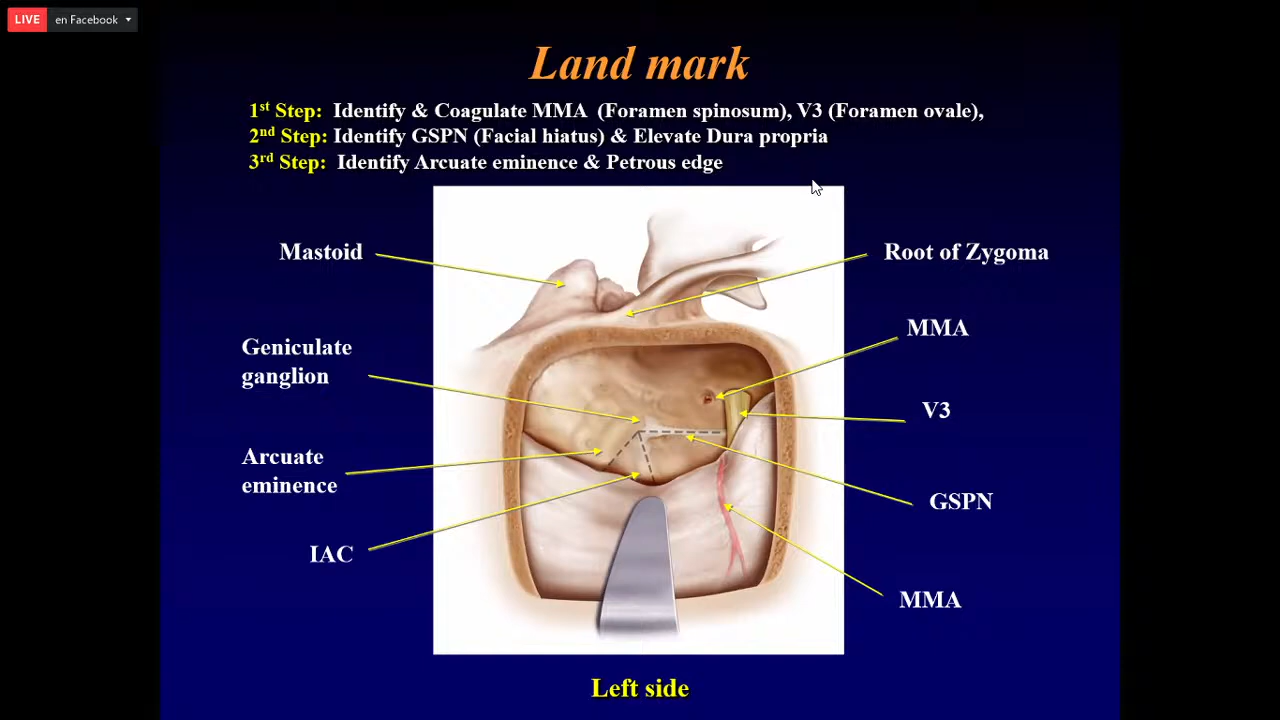 LIVE en Facebook
Land mark
1st Step: Identify & Coagulate MMA (Foramen spinosum), V3 (Foramen ovale),
2nd Step: Identify GSPN (Facial hiatus) & Elevate Dura propria
3rd Step: Identify Arcuate eminence & Petrous edge
Mastoid
Root of Zygoma
MMA
Geniculate
ganglion
V3
Arcuate
eminence
GSPN
IAC
MMA
Left side